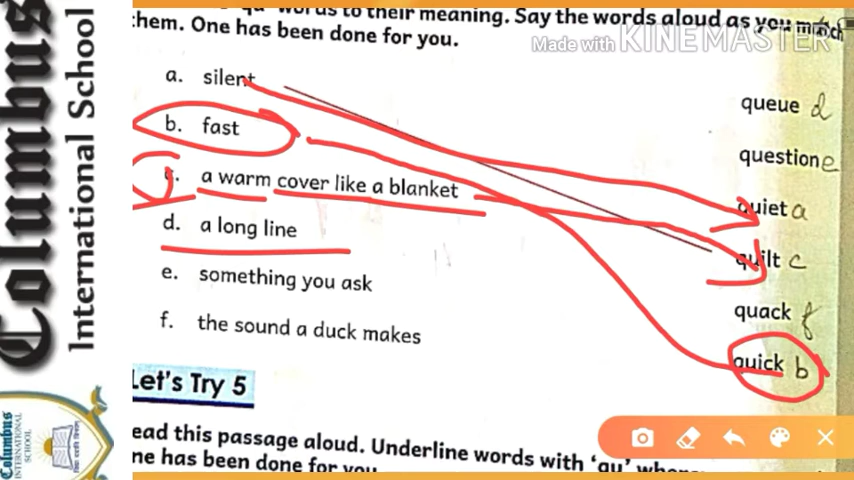 Columbus
International School
words to their meaning. Say the words aloud as you match
them. One has been done for you.
Made with KINEMASTER
a. silent
queue d
b. fast
question e
c. a warm cover like a blanket
quiet a
d. a long line
quilt c
e. something you ask
quack f
f. the sound a duck makes
quick b
Let's Try 5
ead this passage aloud. Underline words with 'qu'
ne has been done for you
Columbus
INTERNATIONAL
SCHOOL
Columbus
INTERNATIONAL SCHOOL